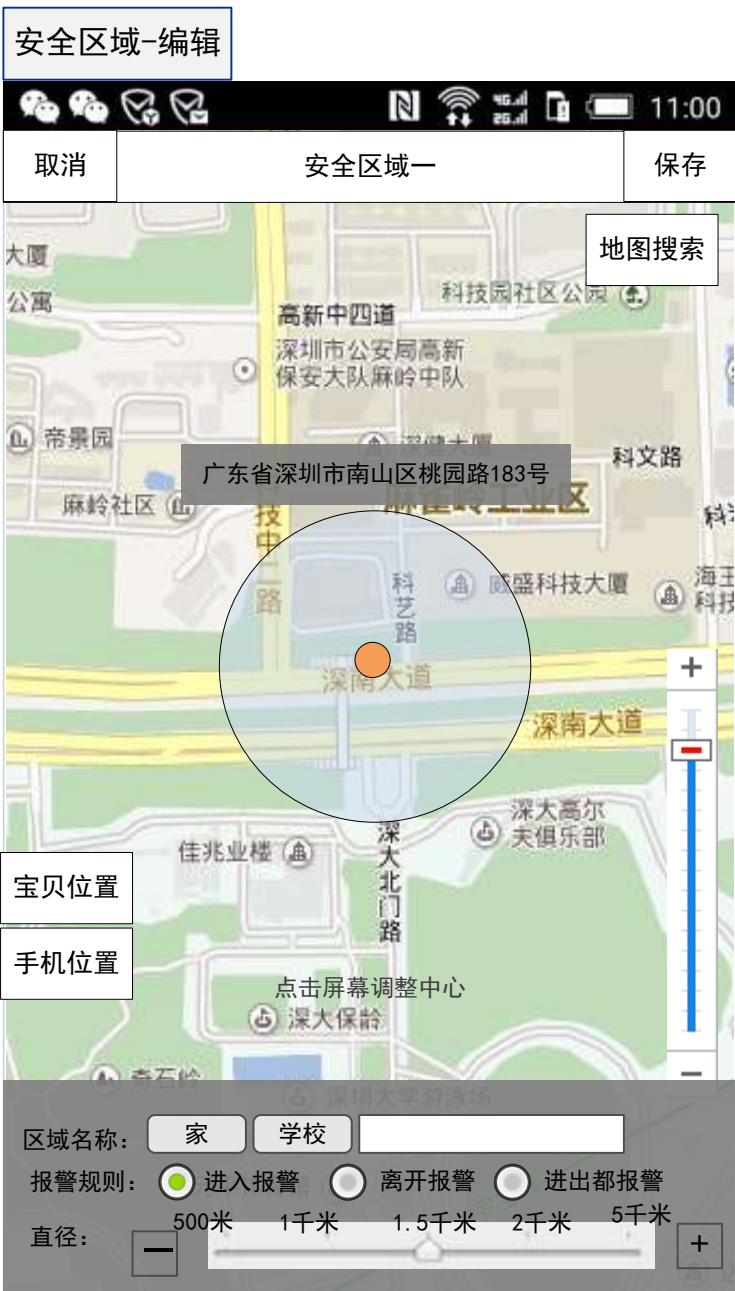 安全区域-编辑
4G 2G 11:00
取消 安全区域一 保存
地图搜索
大厦
公寓
科技园社区公园
高新中四道
深圳市公安局高新
保安大队麻岭中队
帝景园
深健大厦
科文路
广东省深圳市南山区桃园路183号
麻岭社区
麻雀岭工业区
科技中二路
科艺路
威盛科技大厦
海王
科技
深南大道
深南大道
深大高尔
夫俱乐部
佳兆业楼
深大北门路
宝贝位置
手机位置
点击屏幕调整中心
深大保龄
奇石岭
深圳大学游泳场
区域名称: 家 学校
报警规则: 进入报警 离开报警 进出都报警
500米 1千米 1.5千米 2千米 5千米
直径: — +